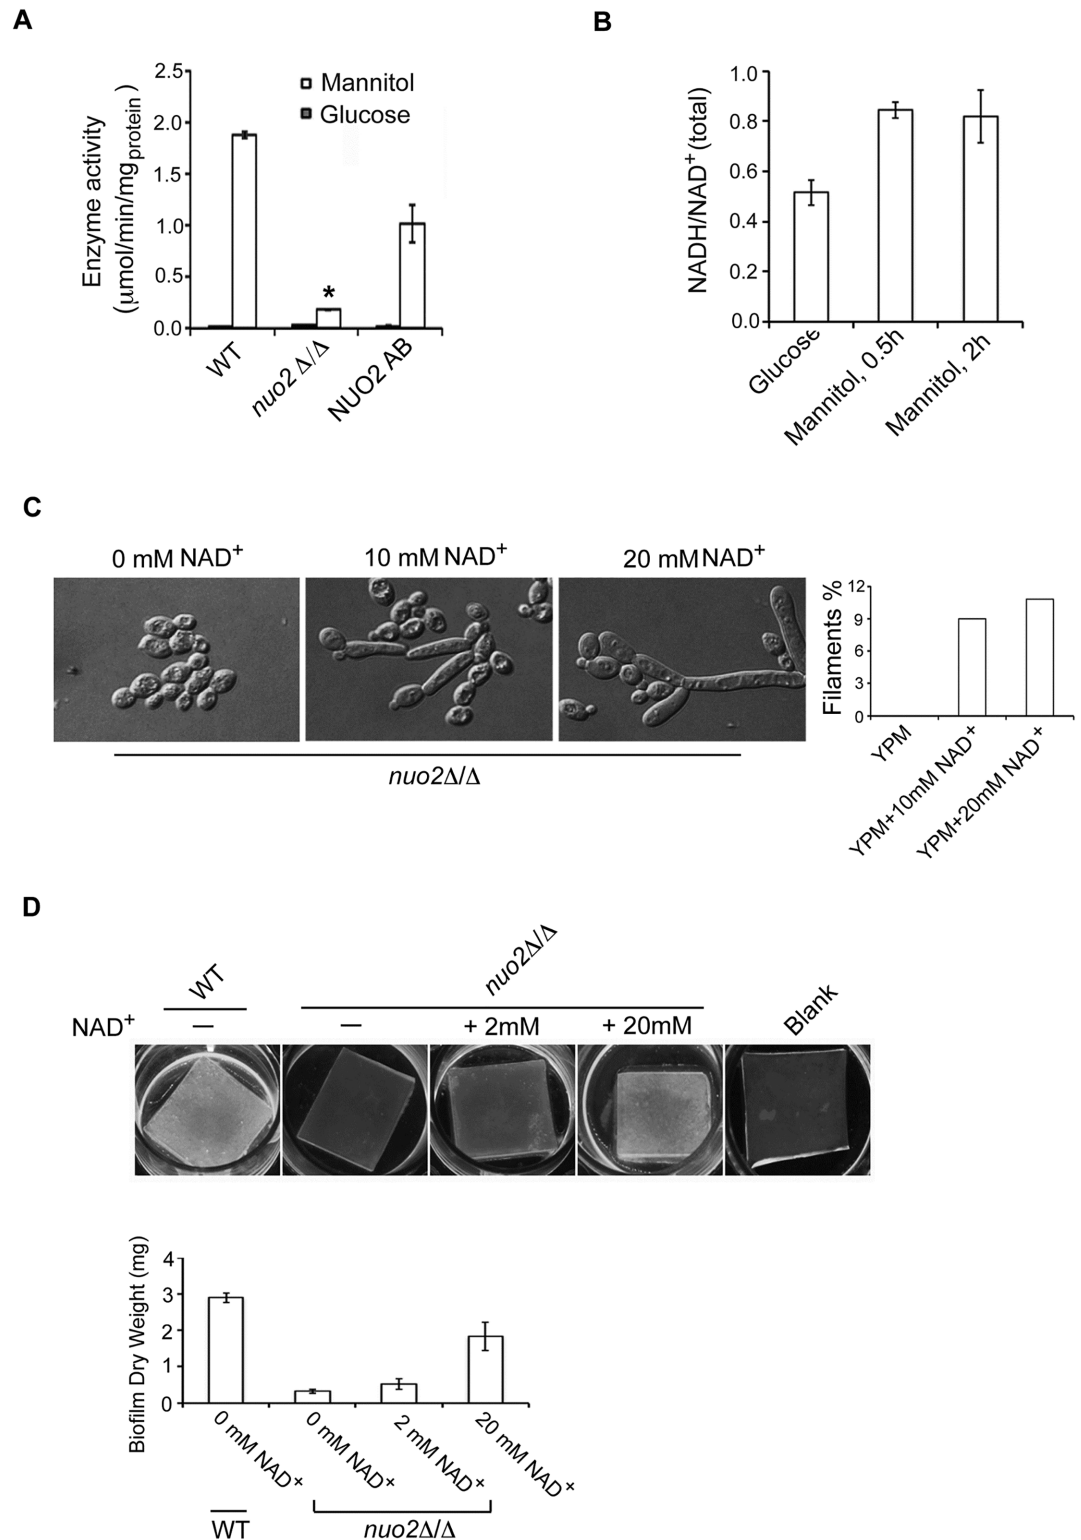 A
Enzyme activity
(μmol/min/mgprotein)
2.5
2.0
1.5
1.0
0.5
0.0
Mannitol
Glucose
*
WT
nuo2 Δ/Δ
NUO2 AB
B
NADH/NAD+ (total)
1.0
0.8
0.6
0.4
0.2
0.0
Glucose
Mannitol, 0.5h
Mannitol, 2h
C
0 mM NAD+
10 mM NAD+
20 mM NAD+
nuo2Δ/Δ
Filaments %
12
9
6
3
0
YPM
YPM+10mM NAD+
YPM+20mM NAD+
D
WT
nuo2Δ/Δ
Blank
NAD+
—
—
+ 2mM
+ 20mM
Biofilm Dry Weight (mg)
4
3
2
1
0
0 mM NAD+
0 mM NAD+
2 mM NAD+
20 mM NAD+
WT
nuo2Δ/Δ